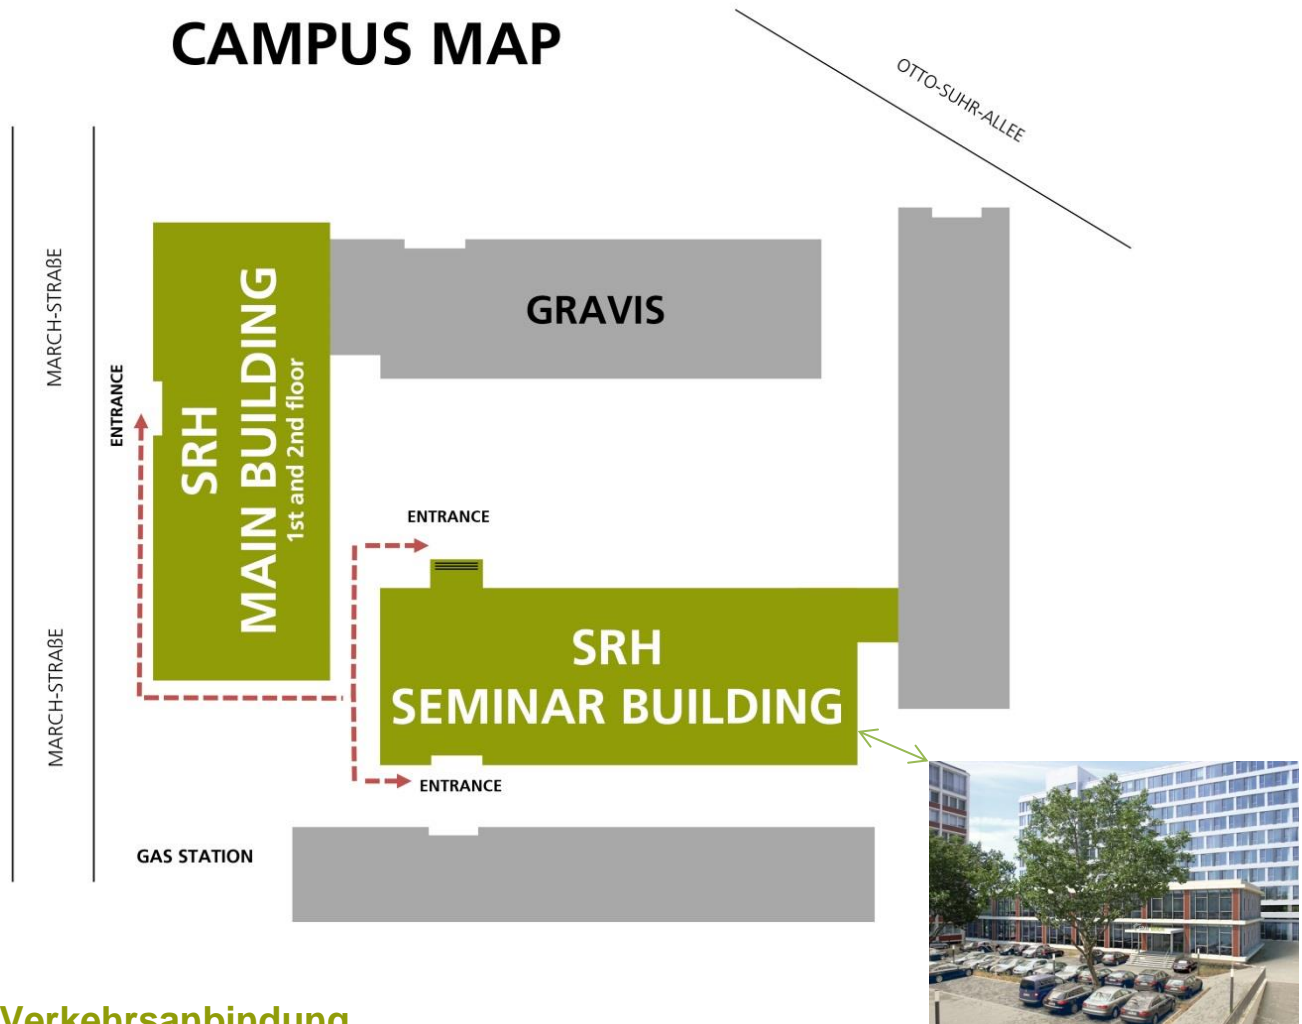 CAMPUS MAP
OTTO-SUHR-ALLEE
MARCH-STRAßE
ENTRANCE
SRH
MAIN BUILDING
1st and 2nd floor
GRAVIS
ENTRANCE
SRH
SEMINAR BUILDING
MARCH-STRAßE
ENTRANCE
GAS STATION
Verkehrsanbindung